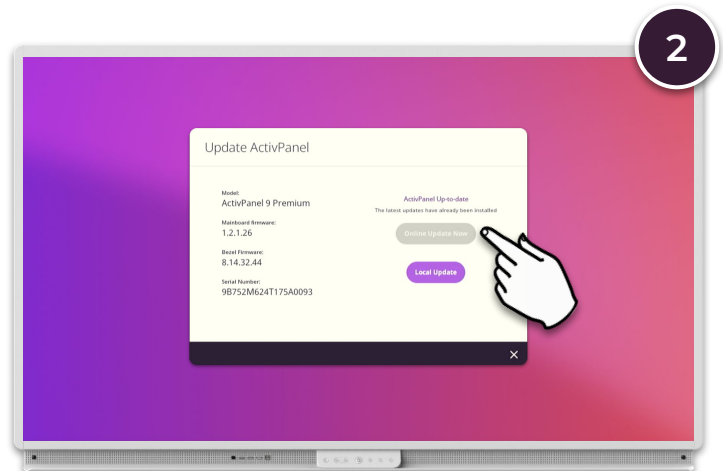 2
Update ActivPanel
Model:
ActivPanel 9 Premium
Mainboard firmware:
1.2.1.26
Bezel Firmware:
8.14.32.44
Serial Number:
9B752M624T175A0093
ActivPanel Up-to-date
The latest updates have already been installed
Online Update Now
Local Update